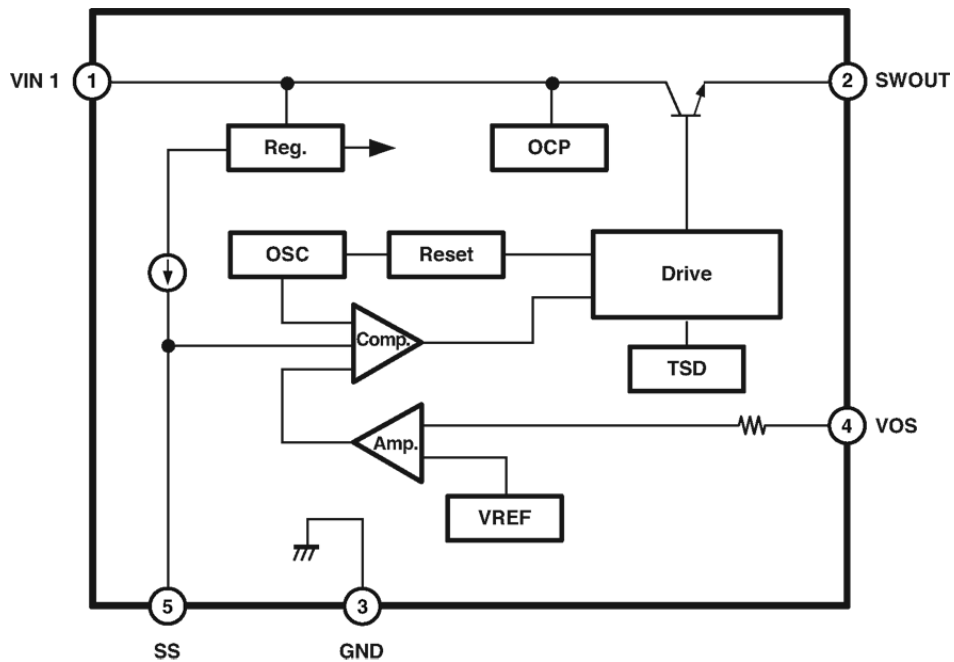 VIN 1
1
2
SWOUT
Reg.
OCP
OSC
Reset
Drive
Comp.
TSD
Amp.
4
VOS
VREF
5
3
SS
GND